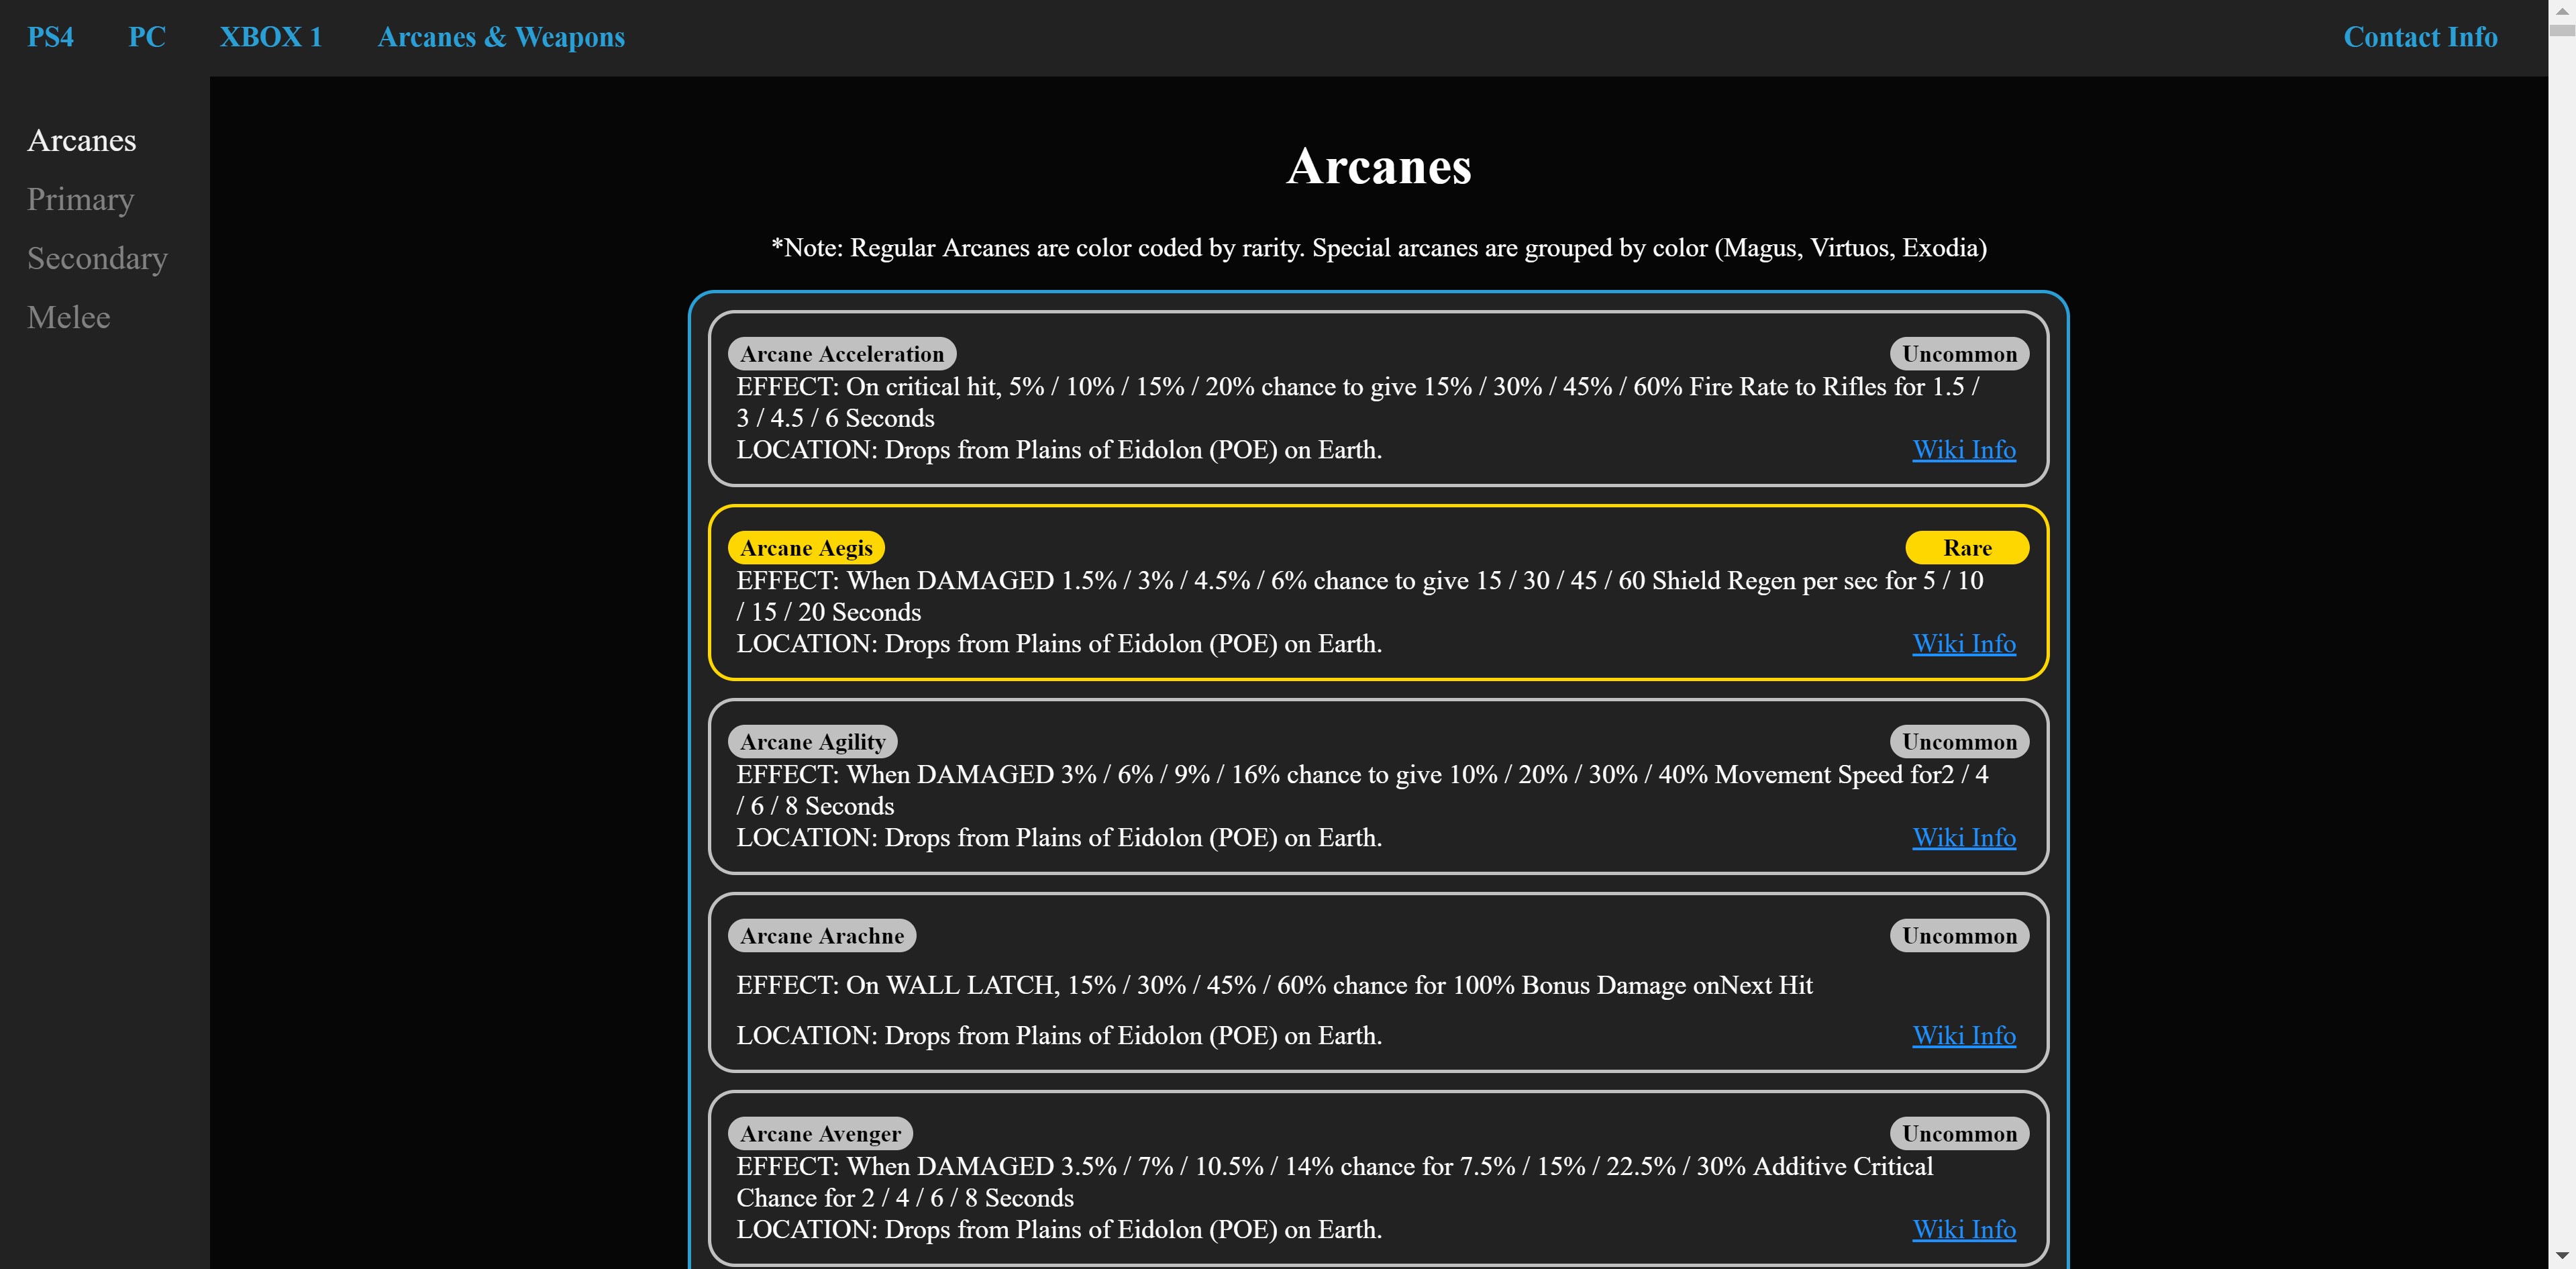 PS4 PC XBOX 1 Arcanes & Weapons Contact Info
Arcanes
Primary
Secondary
Melee
Arcanes
*Note: Regular Arcanes are color coded by rarity. Special arcanes are grouped by color (Magus, Virtuos, Exodia)
Arcane Acceleration Uncommon
EFFECT: On critical hit, 5% / 10% / 15% / 20% chance to give 15% / 30% / 45% / 60% Fire Rate to Rifles for 1.5 /
3 / 4.5 / 6 Seconds
LOCATION: Drops from Plains of Eidolon (POE) on Earth. Wiki Info
Arcane Aegis Rare
EFFECT: When DAMAGED 1.5% / 3% / 4.5% / 6% chance to give 15 / 30 / 45 / 60 Shield Regen per sec for 5 / 10
/ 15 / 20 Seconds
LOCATION: Drops from Plains of Eidolon (POE) on Earth. Wiki Info
Arcane Agility Uncommon
EFFECT: When DAMAGED 3% / 6% / 9% / 16% chance to give 10% / 20% / 30% / 40% Movement Speed for2 / 4
/ 6 / 8 Seconds
LOCATION: Drops from Plains of Eidolon (POE) on Earth. Wiki Info
Arcane Arachne Uncommon
EFFECT: On WALL LATCH, 15% / 30% / 45% / 60% chance for 100% Bonus Damage onNext Hit
LOCATION: Drops from Plains of Eidolon (POE) on Earth. Wiki Info
Arcane Avenger Uncommon
EFFECT: When DAMAGED 3.5% / 7% / 10.5% / 14% chance for 7.5% / 15% / 22.5% / 30% Additive Critical
Chance for 2 / 4 / 6 / 8 Seconds
LOCATION: Drops from Plains of Eidolon (POE) on Earth. Wiki Info